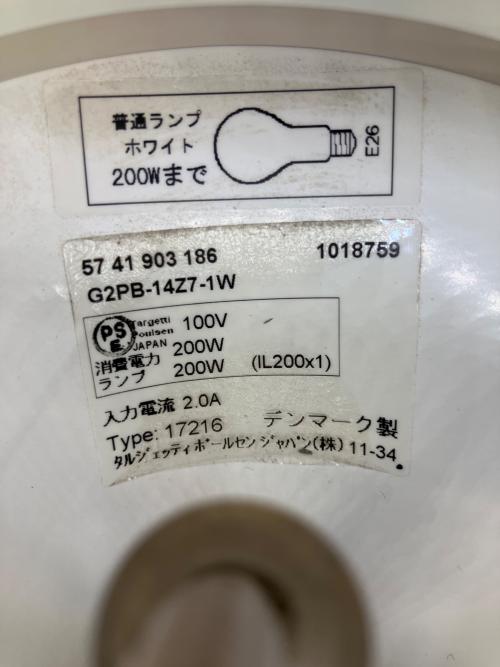 普通ランプ
ホワイト
200Wまで
E26
57 41 903 186 1018759
G2PB-14Z7-1W
PS E Targetti Poulsen JAPAN 100V
消費電力 200W
ランプ 200W (IL200x1)
入力電流 2.0A
Type: 17216 デンマーク製
タルジェッティポールセンジャパン(株) 11-34